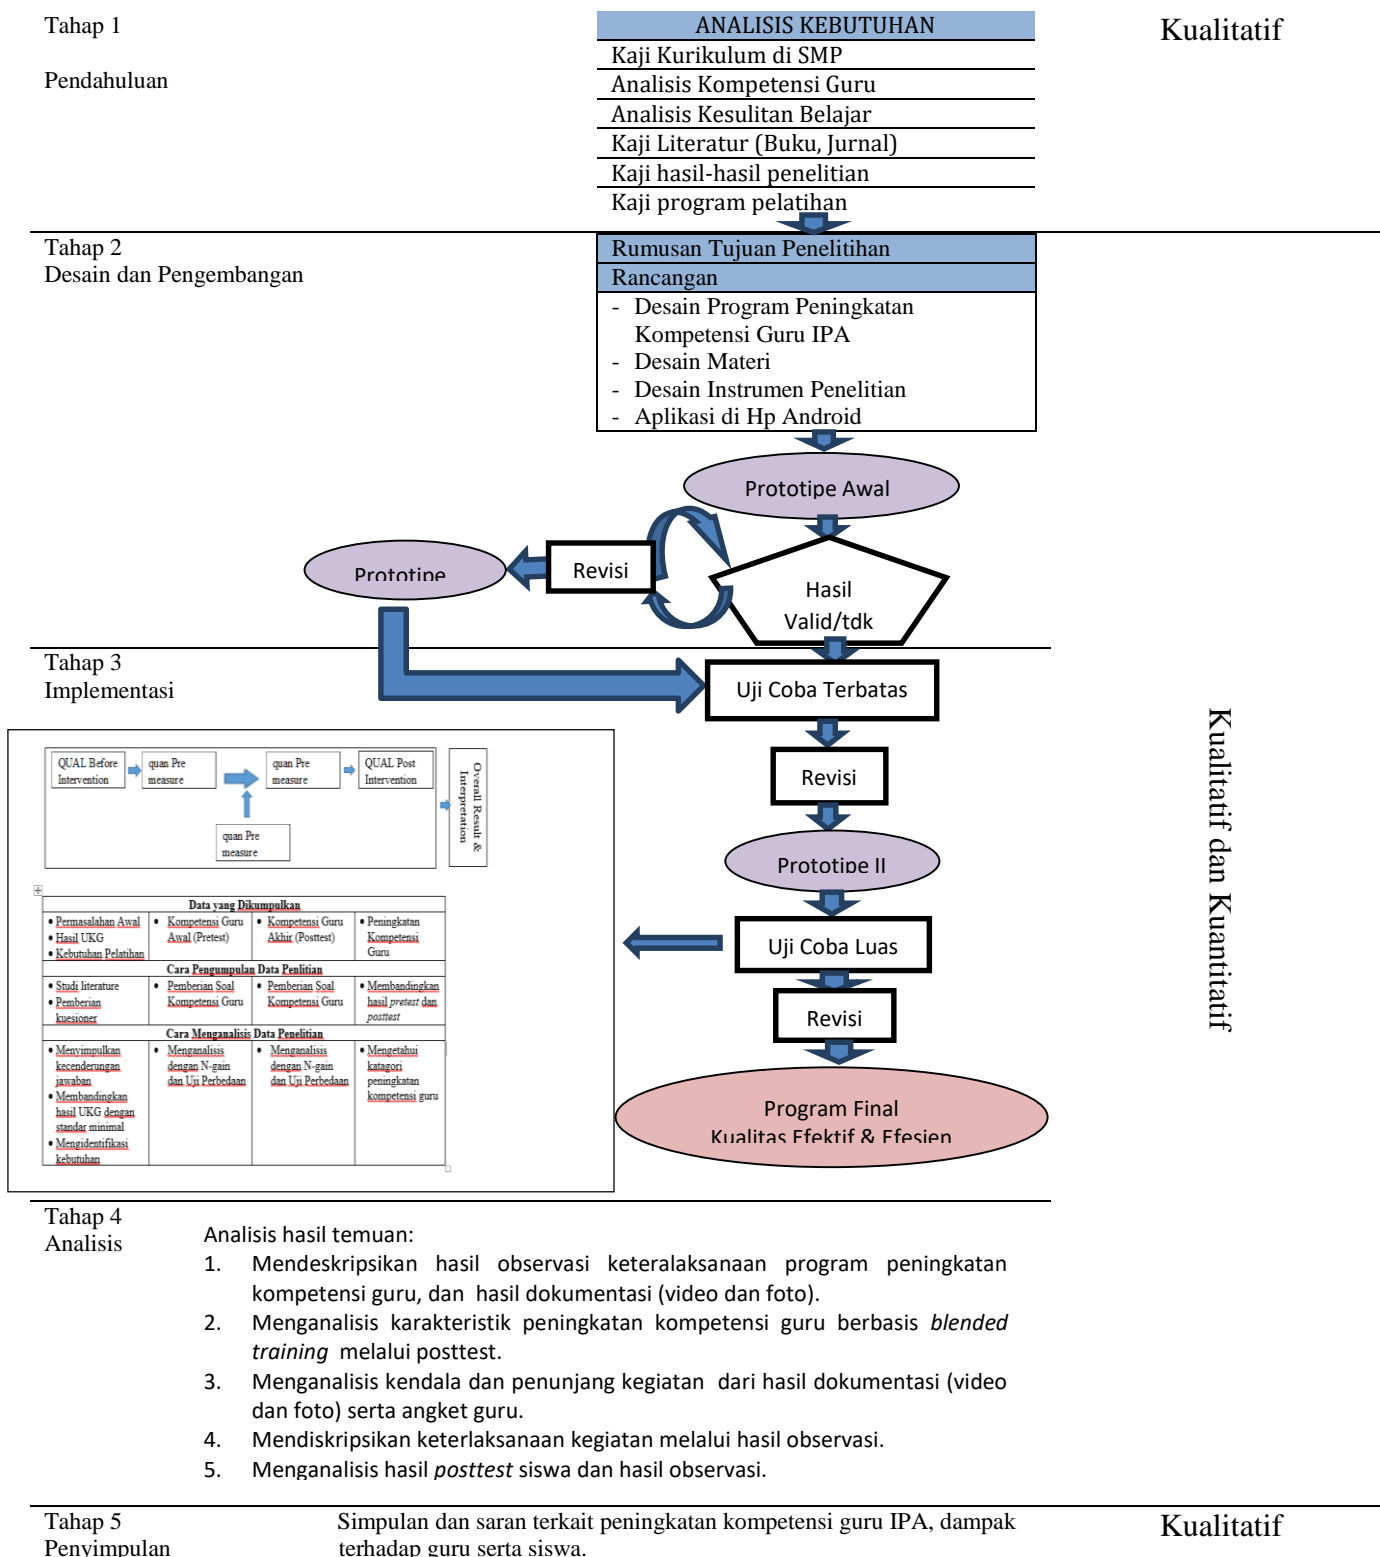 Tahap 1
Pendahuluan
ANALISIS KEBUTUHAN
Kaji Kurikulum di SMP
Analisis Kompetensi Guru
Analisis Kesulitan Belajar
Kaji Literatur (Buku, Jurnal)
Kaji hasil-hasil penelitian
Kaji program pelatihan
Kualitatif
Tahap 2
Desain dan Pengembangan
Rumusan Tujuan Penelitihan
Rancangan
- Desain Program Peningkatan
Kompetensi Guru IPA
- Desain Materi
- Desain Instrumen Penelitian
- Aplikasi di Hp Android
Prototipe Awal
Prototipe
Revisi
Hasil
Valid/tdk
Tahap 3
Implementasi
Uji Coba Terbatas
Revisi
Prototipe II
Uji Coba Luas
Revisi
Program Final
Kualitas Efektif & Efesien
Kualitatif dan Kuantitatif
QUAL Before
Intervention
quan Pre
measure
quan Pre
measure
QUAL Post
Intervention
quan Pre
measure
Overall Result &
Interpretation
Data yang Dikumpulkan
• Permasalahan Awal
• Hasil UKG
• Kebutuhan Pelatihan
• Kompetensi Guru
Awal (Pretest)
• Kompetensi Guru
Akhir (Posttest)
• Peningkatan
Kompetensi
Guru
Cara Pengumpulan Data Penlitian
• Studi literature
• Pemberian
kuesioner
• Pemberian Soal
Kompetensi Guru
• Pemberian Soal
Kompetensi Guru
• Membandingkan
hasil pretest dan
posttest
Cara Menganalisis Data Penelitian
• Menyimpulkan
kecenderungan
jawaban
• Membandingkan
hasil UKG dengan
standar minimal
• Mengidentifikasi
kebutuhan
• Menganalisis
dengan N-gain
dan Uji Perbedaan
• Menganalisis
dengan N-gain
dan Uji Perbedaan
• Mengetahui
katagori
peningkatan
kompetensi guru
Tahap 4
Analisis
Analisis hasil temuan:
1. Mendeskripsikan hasil observasi keteralaksanaan program peningkatan
kompetensi guru, dan hasil dokumentasi (video dan foto).
2. Menganalisis karakteristik peningkatan kompetensi guru berbasis blended
training melalui posttest.
3. Menganalisis kendala dan penunjang kegiatan dari hasil dokumentasi (video
dan foto) serta angket guru.
4. Mendiskripsikan keterlaksanaan kegiatan melalui hasil observasi.
5. Menganalisis hasil posttest siswa dan hasil observasi.
Tahap 5
Penyimpulan
Simpulan dan saran terkait peningkatan kompetensi guru IPA, dampak
terhadap guru serta siswa.
Kualitatif